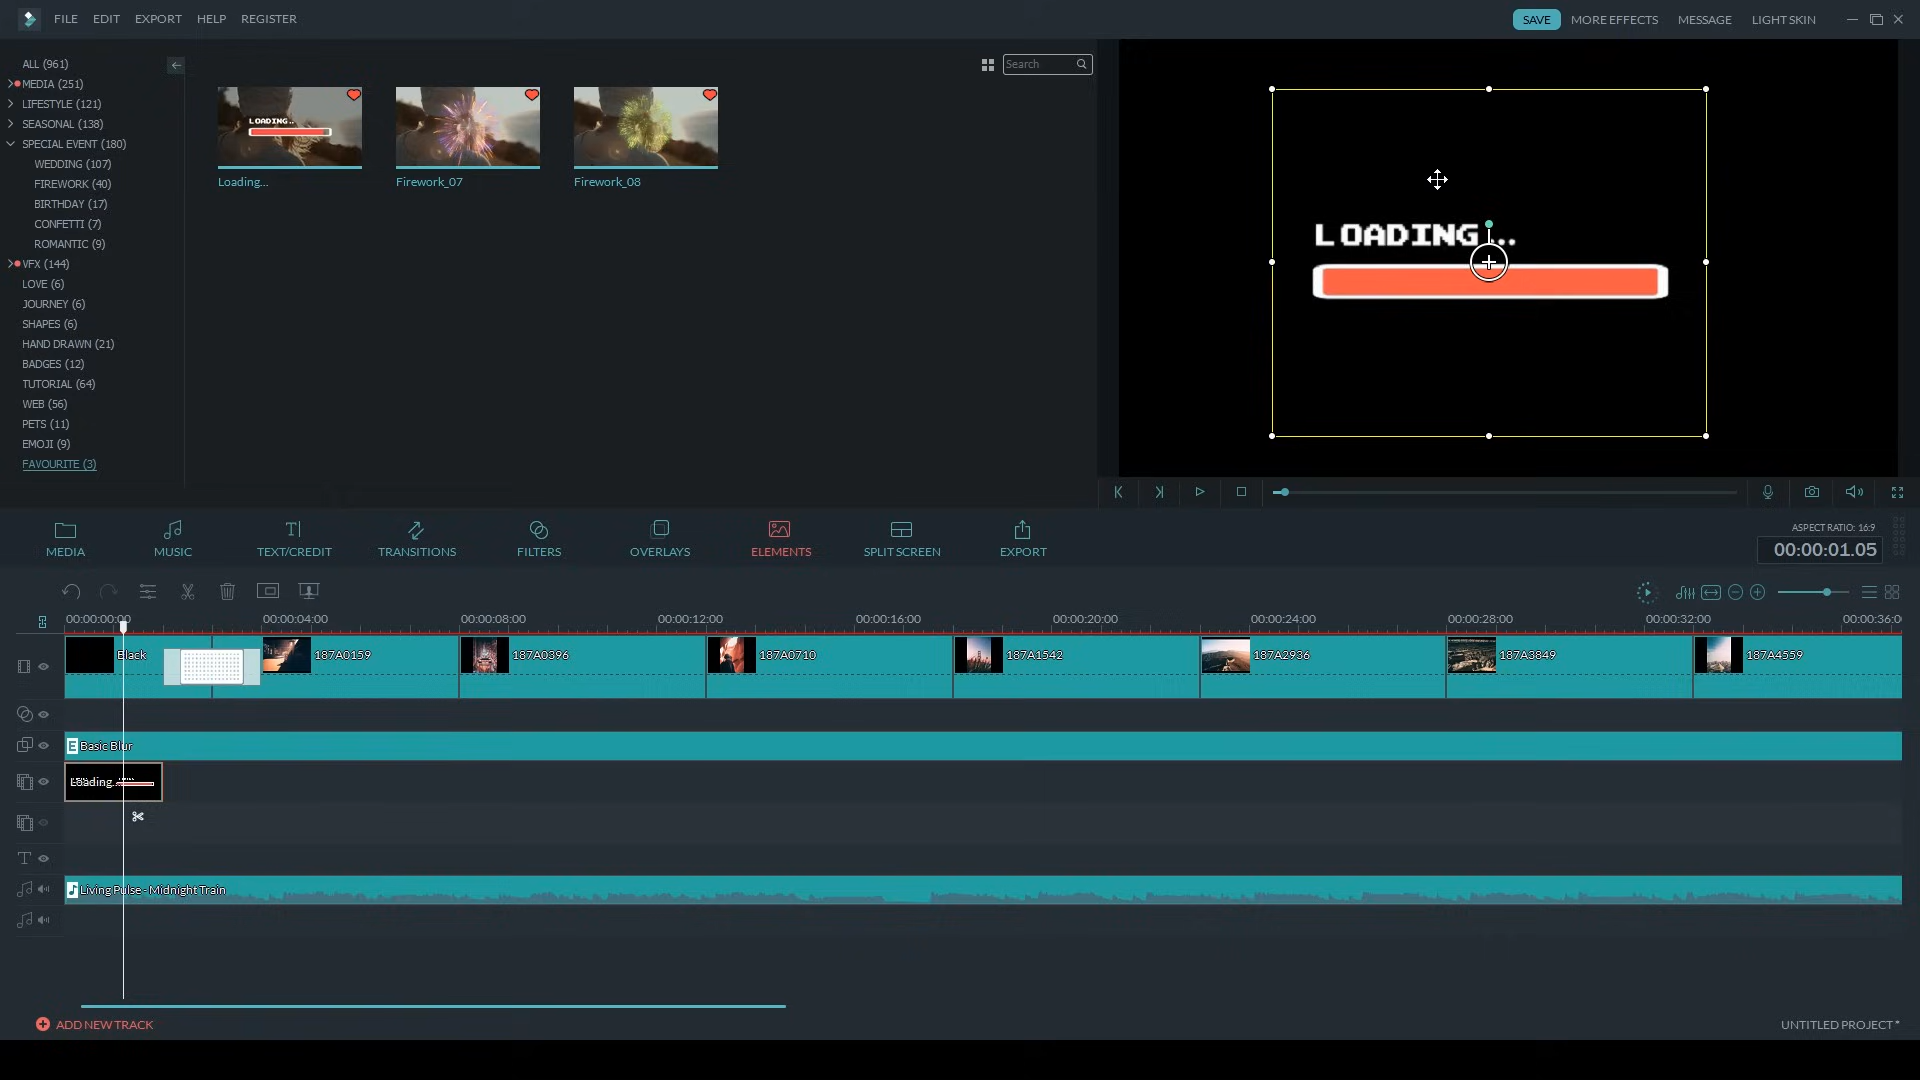 FILE EDIT EXPORT HELP REGISTER
SAVE MORE EFFECTS MESSAGE LIGHT SKIN
ALL (961)
MEDIA (251)
LIFESTYLE (121)
SEASONAL (138)
SPECIAL EVENT (180)
WEDDING (107)
FIREWORK (40)
BIRTHDAY (17)
CONFETTI (7)
ROMANTIC (9)
VFX (144)
LOVE (6)
JOURNEY (6)
SHAPES (6)
HAND DRAWN (21)
BADGES (12)
TUTORIAL (64)
WEB (56)
PETS (11)
EMOJI (9)
FAVOURITE (3)
Search
LOADING..
Loading... Firework_07 Firework_08
LOADING...
MEDIA MUSIC TEXT/CREDIT TRANSITIONS FILTERS OVERLAYS ELEMENTS SPLIT SCREEN EXPORT
ASPECT RATIO: 16:9
00:00:01.05
00:00:00:00 00:00:04:00 00:00:08:00 00:00:12:00 00:00:16:00 00:00:20:00 00:00:24:00 00:00:28:00 00:00:32:00 00:00:36:0
Black 187A0159 187A0396 187A0710 187A1542 187A2936 187A3849 187A4559
E Basic Blur
Loading...
T
Living Pulse - Midnight Train
ADD NEW TRACK
UNTITLED PROJECT *